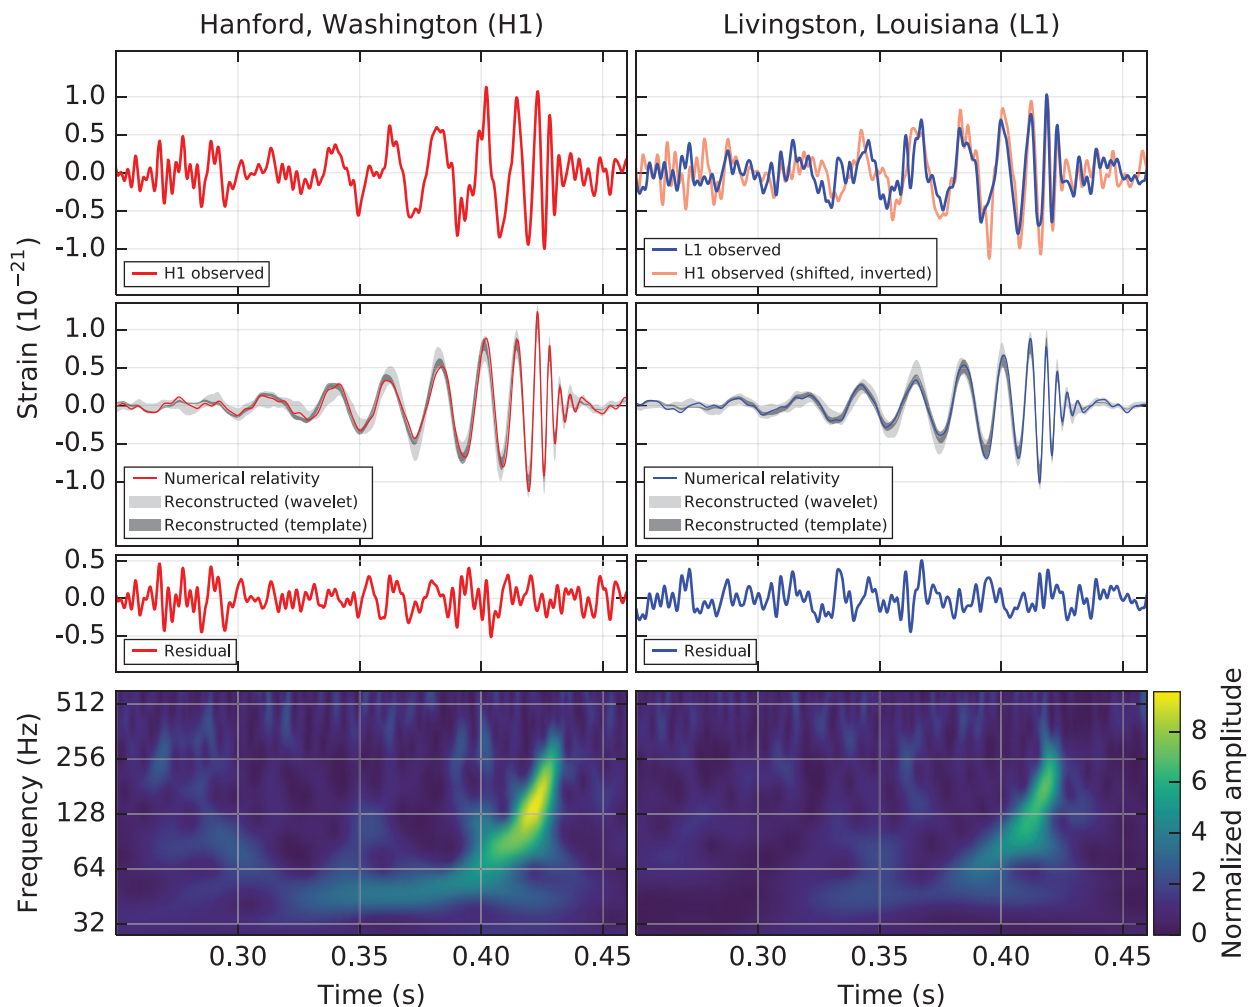 Hanford, Washington (H1)
Livingston, Louisiana (L1)
Strain (10⁻²¹)
1.0
0.5
0.0
-0.5
-1.0
H1 observed
L1 observed
H1 observed (shifted, inverted)
1.0
0.5
0.0
-0.5
-1.0
Numerical relativity
Reconstructed (wavelet)
Reconstructed (template)
Numerical relativity
Reconstructed (wavelet)
Reconstructed (template)
0.5
0.0
-0.5
Residual
Residual
Frequency (Hz)
512
256
128
64
32
0.30
0.35
0.40
0.45
Time (s)
0.30
0.35
0.40
0.45
Time (s)
Normalized amplitude
8
6
4
2
0